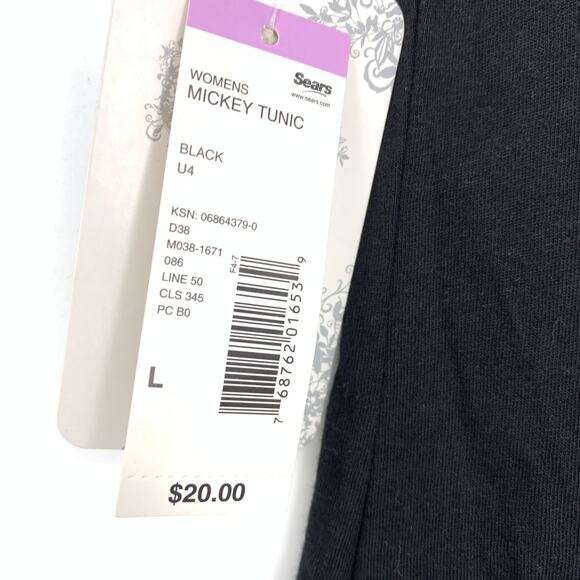 Sears
www.sears.com
WOMENS
MICKEY TUNIC
BLACK
U4
KSN: 06864379-0
D38
M038-1671
086
LINE 50
CLS 345
PC B0
F4-7
7 68762 01653 9
L
$20.00